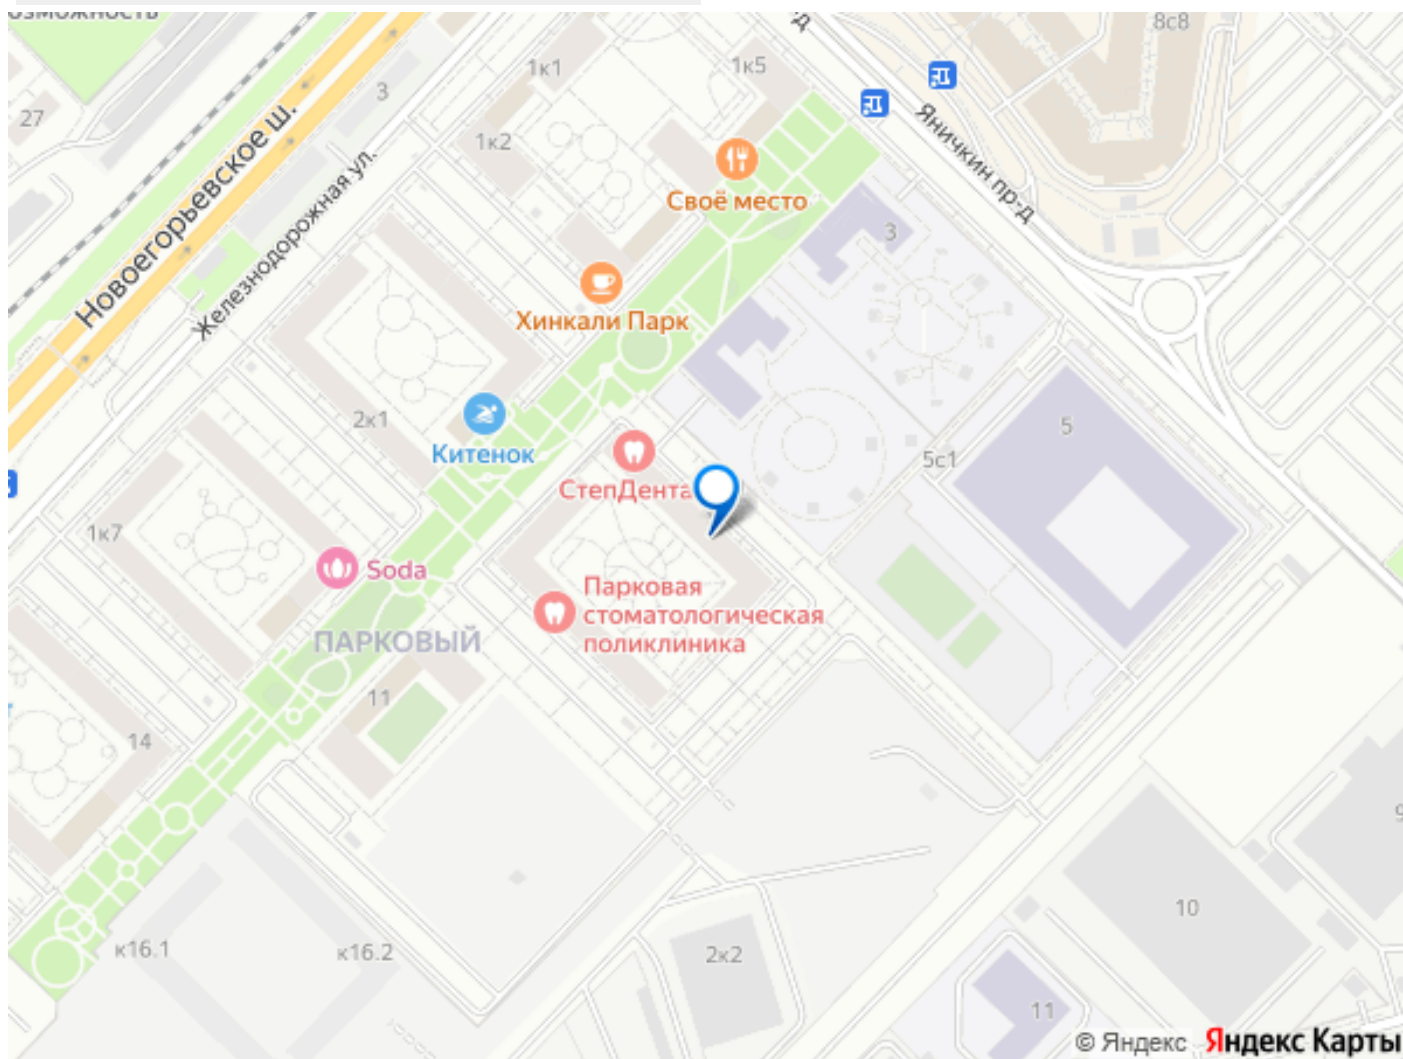 8с8
1к1
1к5
3
27
1к2
Новоегорьевское ш.
Железнодорожная ул.
Яничкин пр-д
Своё место
3
Хинкали Парк
2к1
5
Китенок
5с1
СтепДента
1к7
Soda
Парковая
стоматологическая
поликлиника
ПАРКОВЫЙ
11
14
9
10
к16.1
к16.2
2к2
11
© Яндекс Яндекс Карты